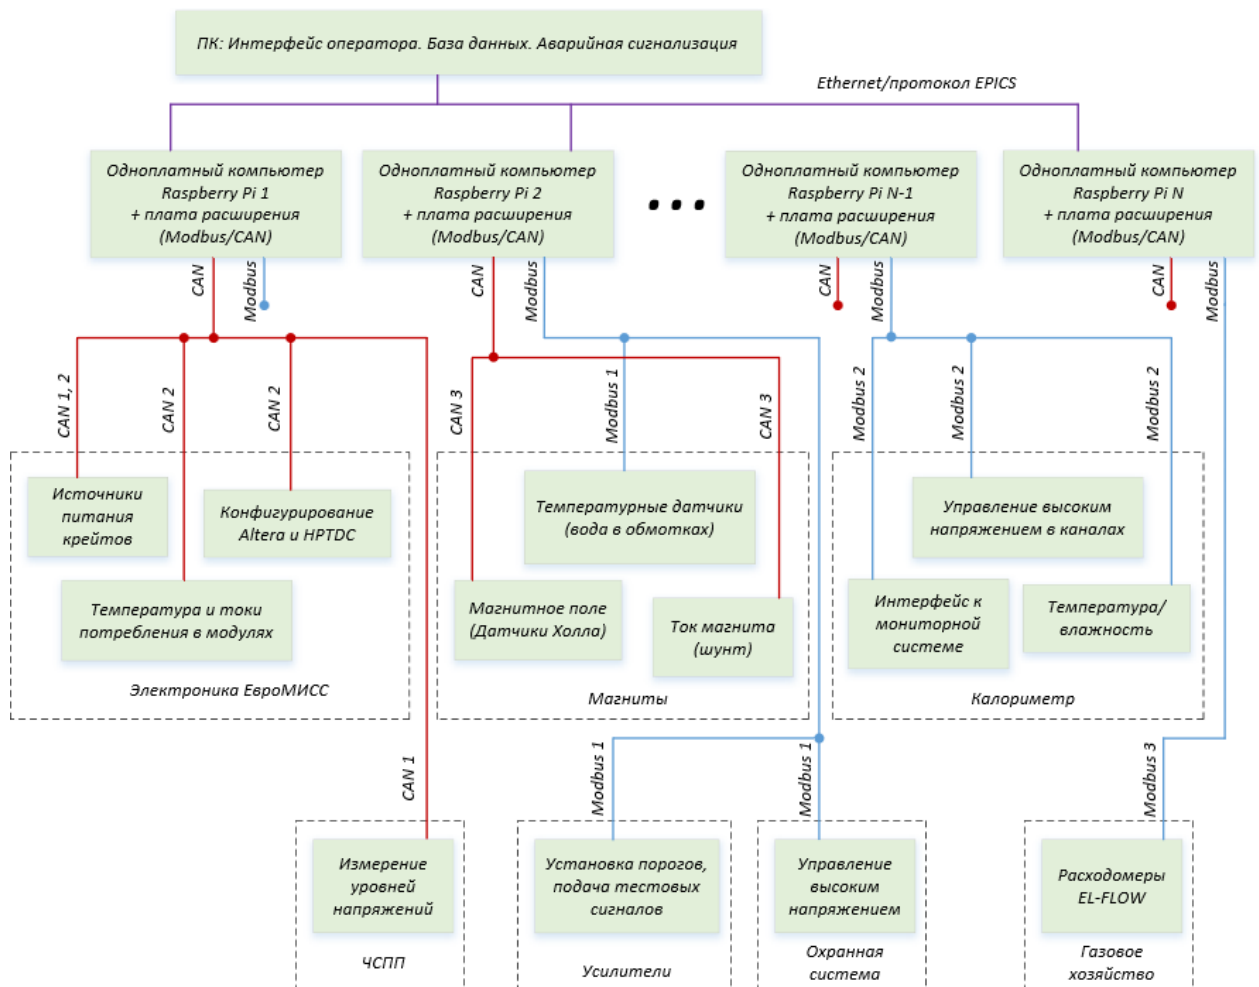 ПК: Интерфейс оператора. База данных. Аварийная сигнализация
Ethernet/протокол EPICS
Одноплатный компьютер
Raspberry Pi 1
+ плата расширения
(Modbus/CAN)
Одноплатный компьютер
Raspberry Pi 2
+ плата расширения
(Modbus/CAN)
Одноплатный компьютер
Raspberry Pi N-1
+ плата расширения
(Modbus/CAN)
Одноплатный компьютер
Raspberry Pi N
+ плата расширения
(Modbus/CAN)
CAN
Modbus
CAN
Modbus
CAN
Modbus
CAN
Modbus
CAN 1, 2
CAN 2
CAN 2
CAN 3
Modbus 1
CAN 3
Modbus 2
Modbus 2
Modbus 2
Источники
питания
крейтов
Конфигурирование
Altera и HPTDC
Температура и токи
потребления в модулях
Электроника ЕвроМИСС
Температурные датчики
(вода в обмотках)
Магнитное поле
(Датчики Холла)
Ток магнита
(шунт)
Магниты
Управление высоким
напряжением в каналах
Интерфейс к
мониторной
системе
Температура/
влажность
Калориметр
CAN 1
Modbus 1
Modbus 1
Modbus 3
Измерение
уровней
напряжений
ЧСПП
Установка порогов,
подача тестовых
сигналов
Усилители
Управление
высоким
напряжением
Охранная
система
Расходомеры
EL-FLOW
Газовое
хозяйство